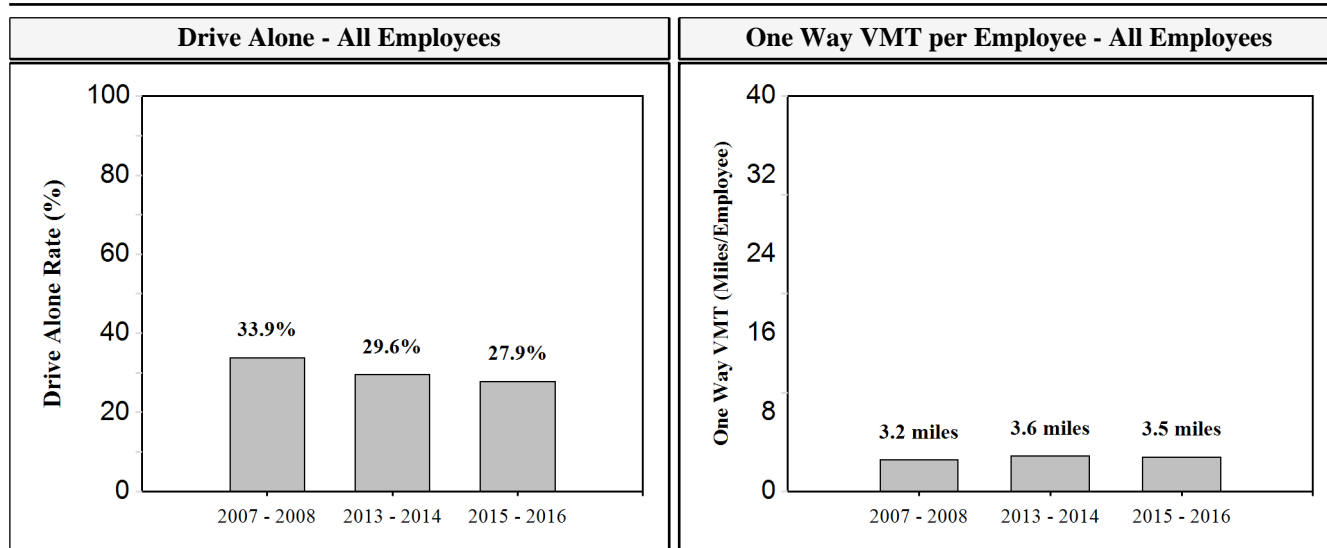 Drive Alone - All Employees
One Way VMT per Employee - All Employees
Drive Alone Rate (%)
100
80
60
40
20
0
33.9%
29.6%
27.9%
2007 - 2008
2013 - 2014
2015 - 2016
One Way VMT (Miles/Employee)
40
32
24
16
8
0
3.2 miles
3.6 miles
3.5 miles
2007 - 2008
2013 - 2014
2015 - 2016